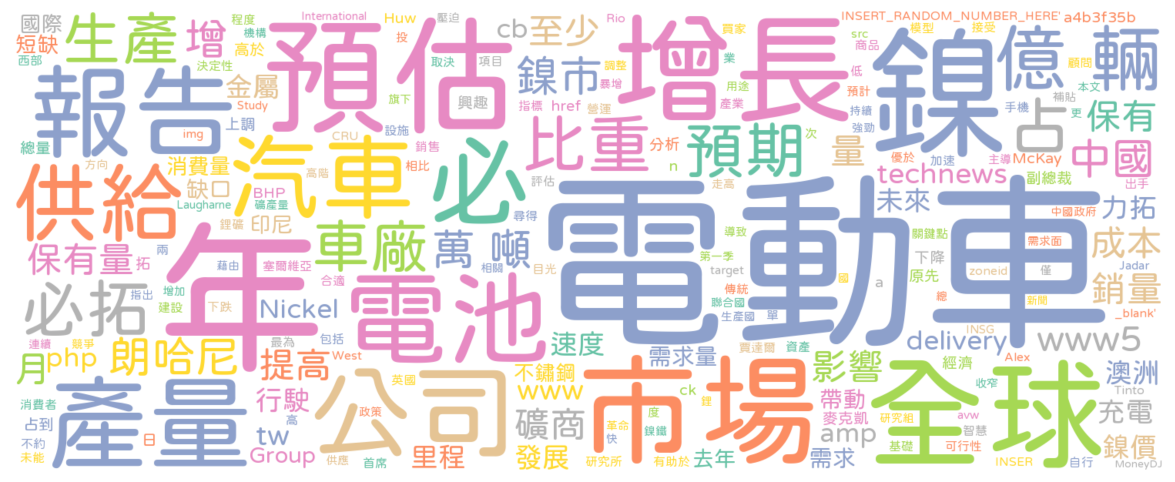 國際 生產 增 程度 International Huw 壓迫 Rio 買家 INSERT_RANDOM_NUMBER_HERE' a4b3f35b
短缺 機構 投 cb 至少 src 模型 接受
西部 決定性 高於 預估 取決 項目 增長 業 商品 顧問 億 輛
報告 金屬 興趣 鎳市 暴增 用途 低 調整 鎳 本文 補貼
Study 旗下 指標 href 營運 產業 預計 手機 更 保有
總量 img 上調 CRU 設施 銷售 比重 分析 持續 強勁 占
方向 消費量 汽車 相比 必 n 預期 次 量 優於 加速 主導 McKay 中國
供給 缺口 高階 BHP 評估 走高 technews 副總裁 出手
Laugharne 礦產量 鋰礦 印尼 尋得 未來 中國政府 力拓
保有量 拓 兩 年 車廠 萬 噸 電動車 導致 第一季 關鍵點 需求面 成本
藉由 塞爾維亞 相關 目光 target 下降 zoneid 僅 Jadar
必拓 指出 增加 合適 電池 傳統 原先 國 a 銷量
建設 下跌 Nickel 包括 聯合國 總 新聞 _blank'
連續 競爭 最為 速度 生產國 單 INSG www5
月 php 朗哈尼 提高 West 需求量 賈達爾 資產 delivery Alex
英國 不鏽鋼 影響 經濟 收窄 澳洲
消費者 產量 行駛 公司 政策 www 市場 ck 鋰 帶動 全球 Tinto
占到 高 tw 礦商 度 鎳鐵 麥克凱 研究組 avw 智慧 充電
不約 日 Group 革命 快 amp 基礎 可行性 鎳價
未能 供應 首席 里程 發展 研究所 有助於 去年 需求 INSER 自行 MoneyDJ